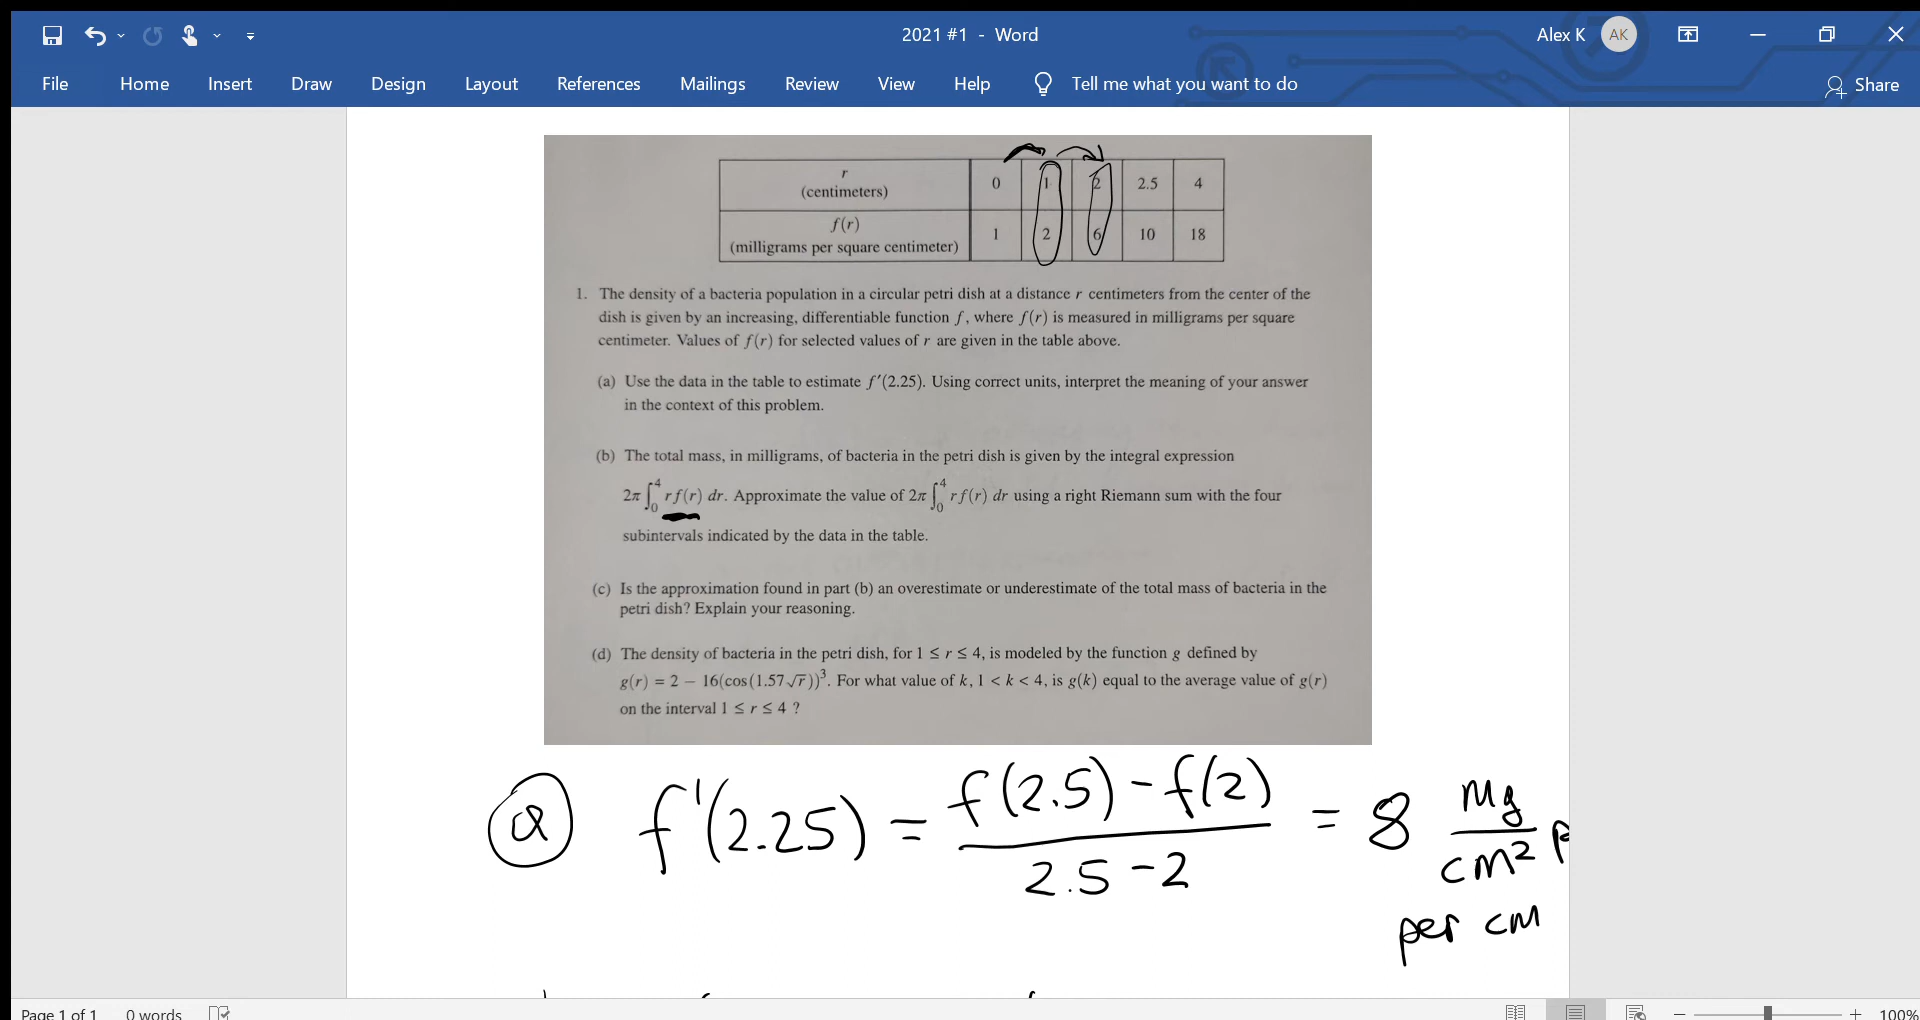 2021 #1 - Word
Alex K
AK
File Home Insert Draw Design Layout References Mailings Review View Help Tell me what you want to do Share
r
(centimeters) 0 1 2 2.5 4
f(r)
(milligrams per square centimeter) 1 2 6 10 18
1. The density of a bacteria population in a circular petri dish at a distance r centimeters from the center of the
dish is given by an increasing, differentiable function f, where f(r) is measured in milligrams per square
centimeter. Values of f(r) for selected values of r are given in the table above.
(a) Use the data in the table to estimate f′(2.25). Using correct units, interpret the meaning of your answer
in the context of this problem.
(b) The total mass, in milligrams, of bacteria in the petri dish is given by the integral expression
2π ∫₀⁴ r f(r) dr. Approximate the value of 2π ∫₀⁴ r f(r) dr using a right Riemann sum with the four
subintervals indicated by the data in the table.
(c) Is the approximation found in part (b) an overestimate or underestimate of the total mass of bacteria in the
petri dish? Explain your reasoning.
(d) The density of bacteria in the petri dish, for 1 ≤ r ≤ 4, is modeled by the function g defined by
g(r) = 2 − 16(cos(1.57√r))³. For what value of k, 1 < k < 4, is g(k) equal to the average value of g(r)
on the interval 1 ≤ r ≤ 4 ?
a f'(2.25) = f(2.5) - f(2) / 2.5 - 2 = 8 mg / cm² p
per cm
Page 1 of 1 0 words 100%